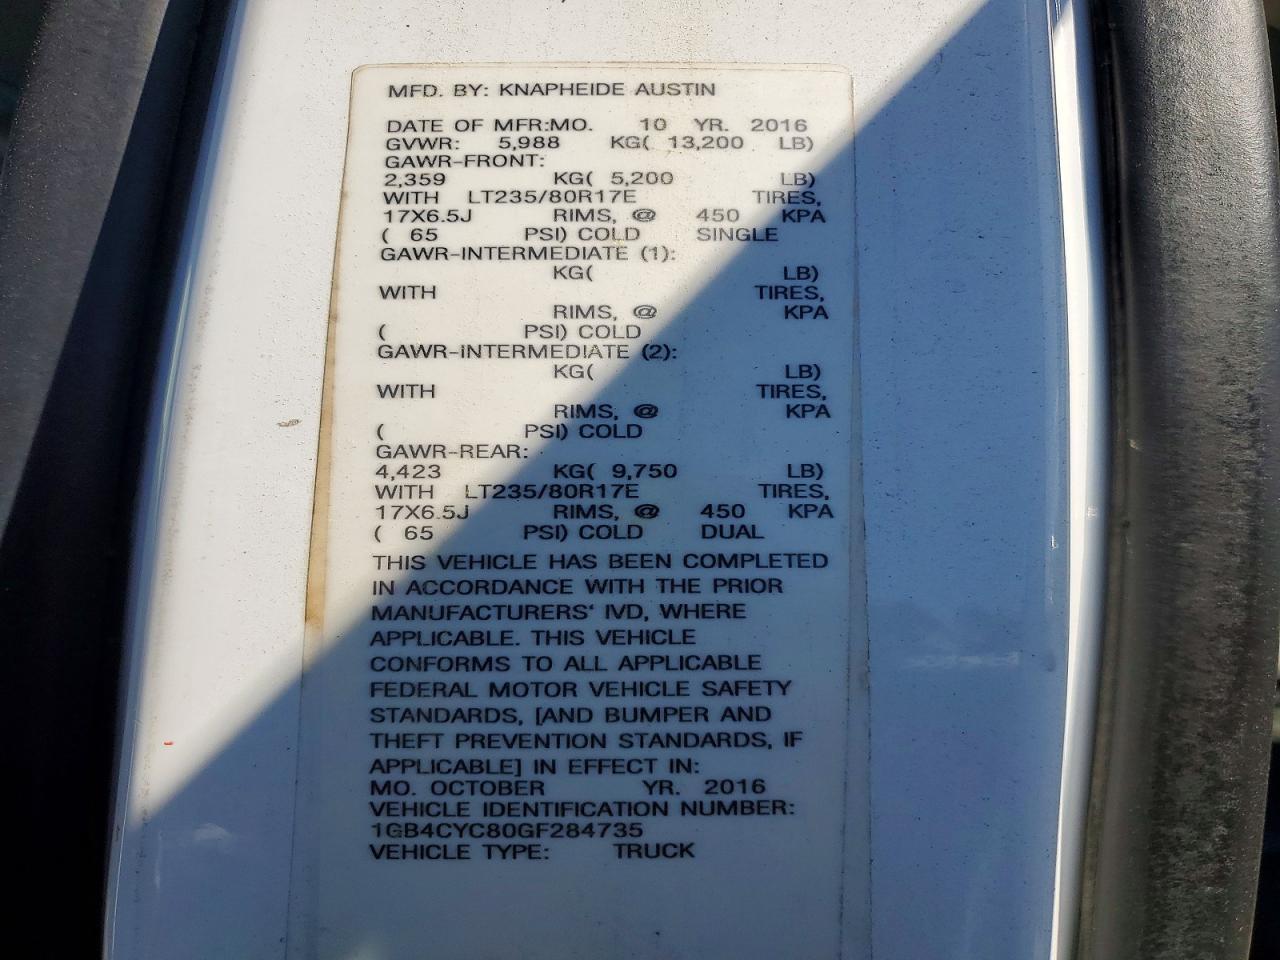 MFD. BY: KNAPHEIDE AUSTIN
DATE OF MFR:MO. 10 YR. 2016
GVWR: 5,988 KG( 13,200 LB)
GAWR-FRONT:
2,359 KG( 5,200 LB)
WITH LT235/80R17E TIRES,
17X6.5J RIMS, @ 450 KPA
( 65 PSI) COLD SINGLE
GAWR-INTERMEDIATE (1):
KG( LB)
WITH TIRES,
RIMS, @ KPA
( PSI) COLD
GAWR-INTERMEDIATE (2):
KG( LB)
WITH TIRES,
RIMS, @ KPA
( PSI) COLD
GAWR-REAR:
4,423 KG( 9,750 LB)
WITH LT235/80R17E TIRES,
17X6.5J RIMS, @ 450 KPA
( 65 PSI) COLD DUAL
THIS VEHICLE HAS BEEN COMPLETED
IN ACCORDANCE WITH THE PRIOR
MANUFACTURERS' IVD, WHERE
APPLICABLE. THIS VEHICLE
CONFORMS TO ALL APPLICABLE
FEDERAL MOTOR VEHICLE SAFETY
STANDARDS, [AND BUMPER AND
THEFT PREVENTION STANDARDS, IF
APPLICABLE] IN EFFECT IN:
MO. OCTOBER YR. 2016
VEHICLE IDENTIFICATION NUMBER:
1GB4CYC80GF284735
VEHICLE TYPE: TRUCK